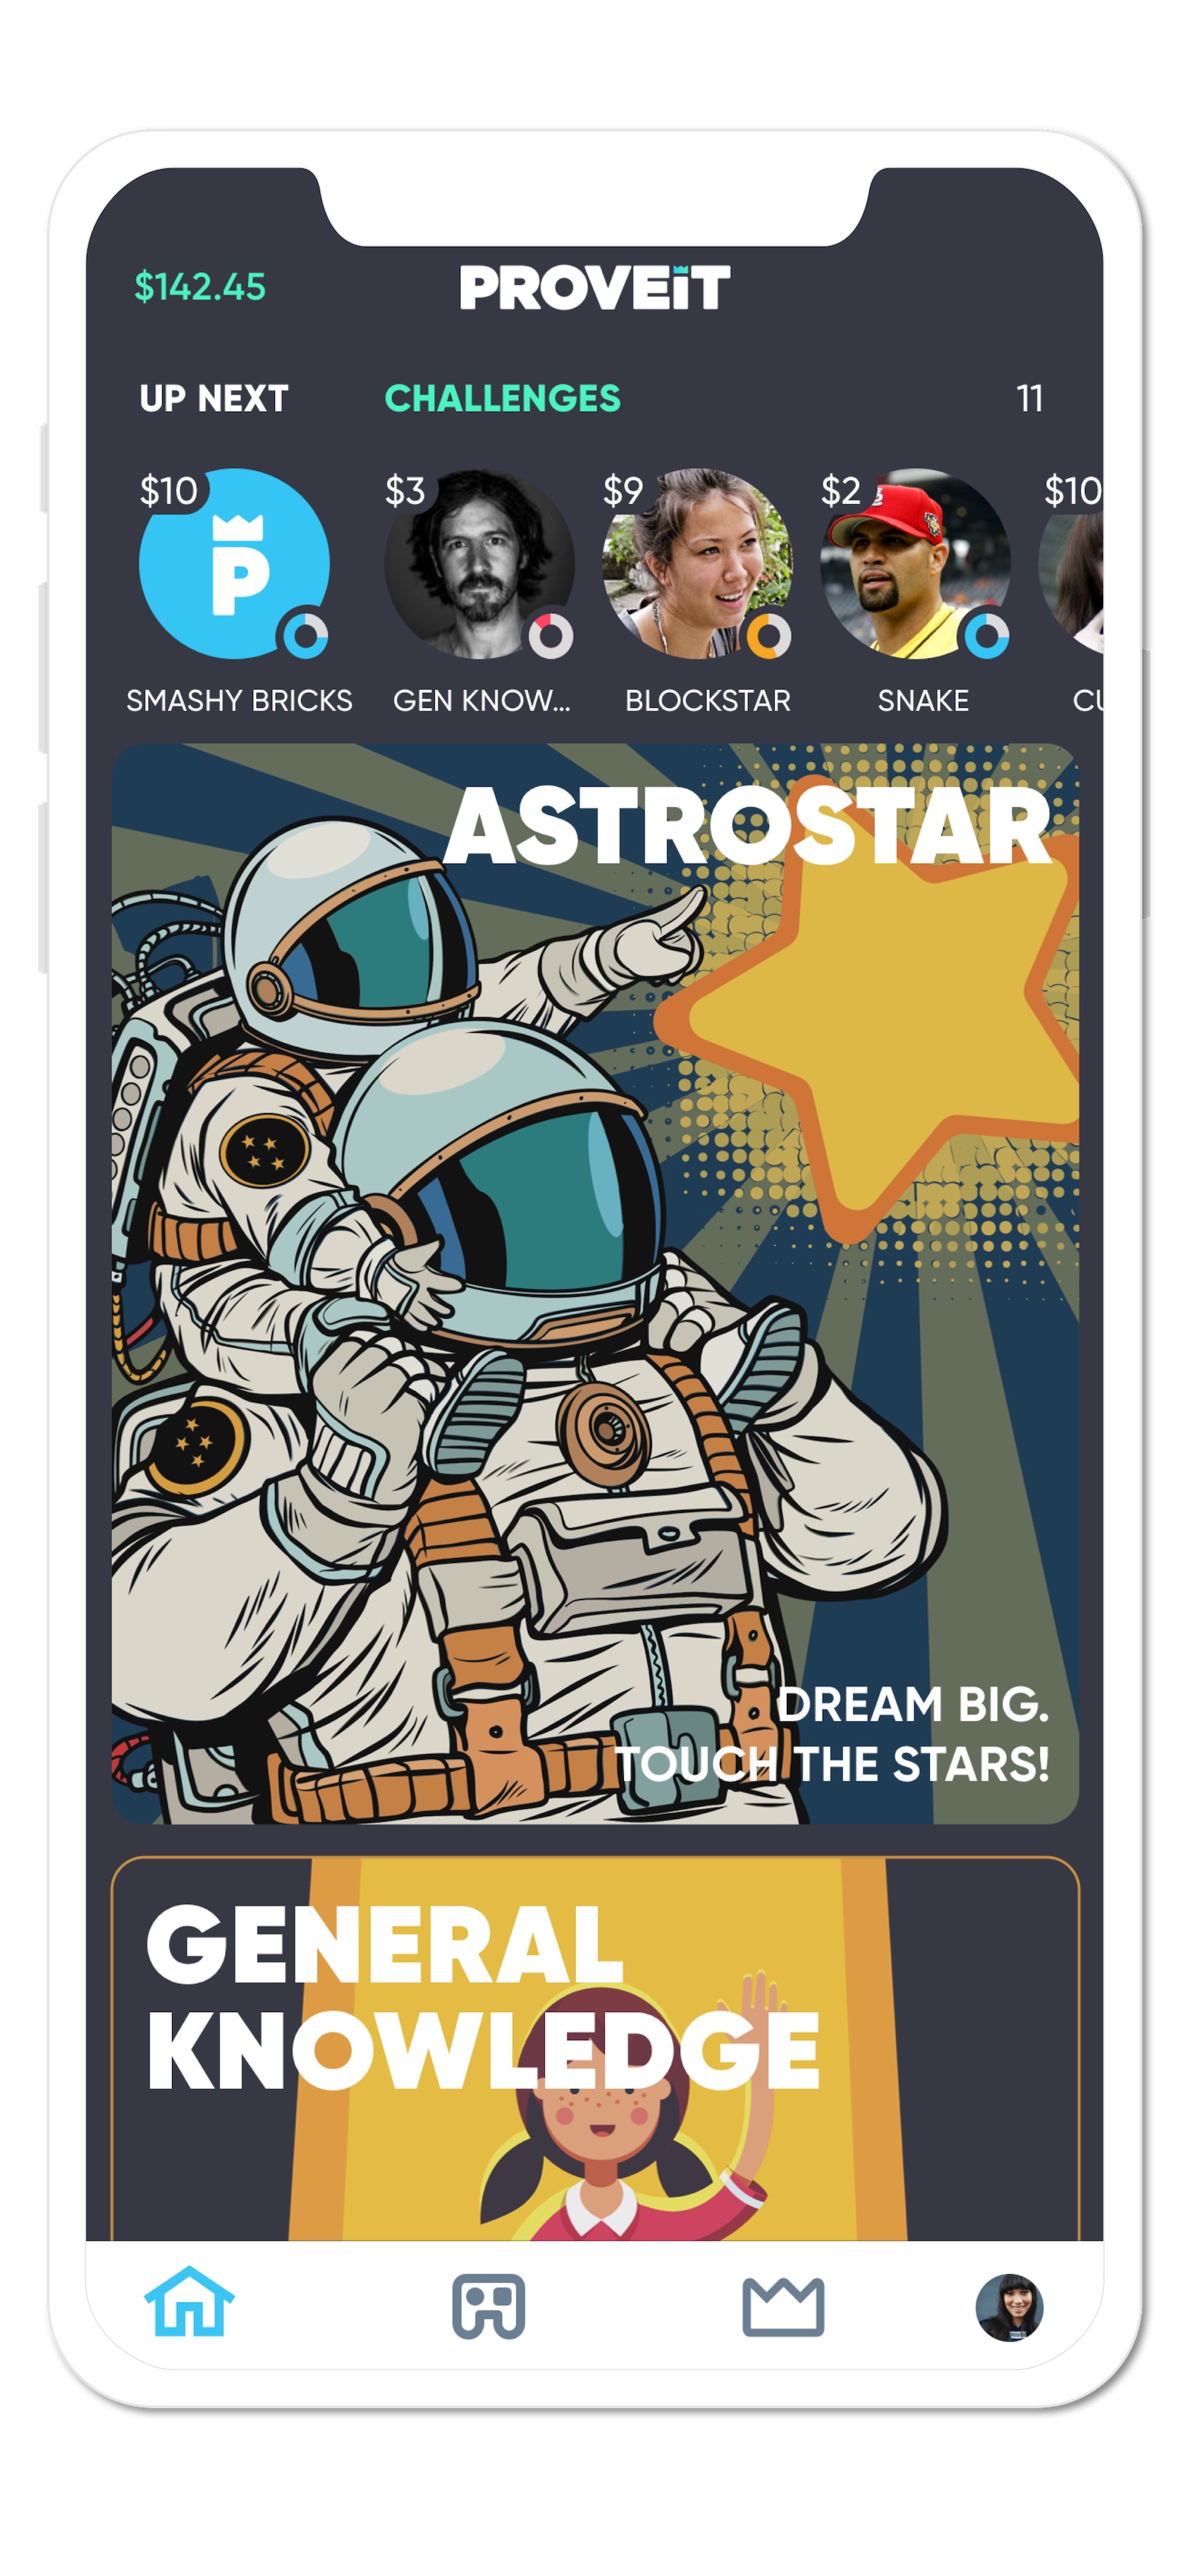 $142.45
PROVEiT
UP NEXT
CHALLENGES
11
$10
$3
$9
$2
$10
P
SMASHY BRICKS
GEN KNOW...
BLOCKSTAR
SNAKE
ASTROSTAR
DREAM BIG.
TOUCH THE STARS!
GENERAL
KNOWLEDGE